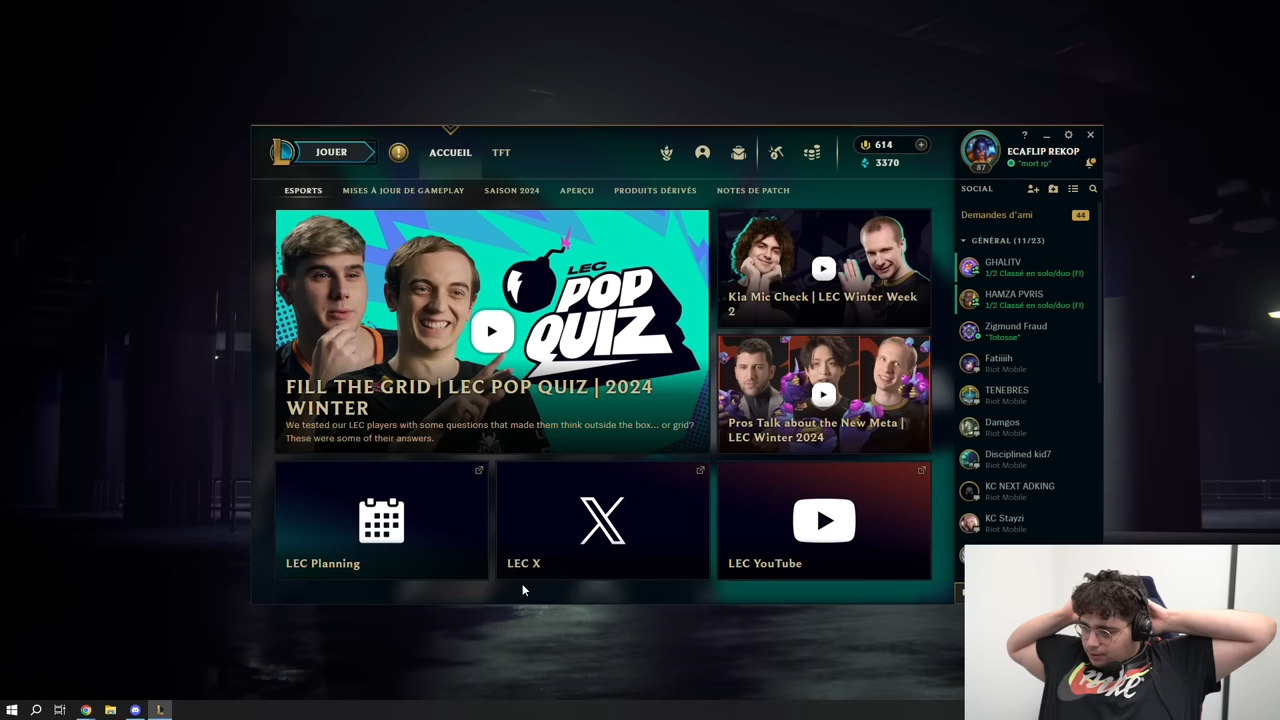 JOUER
ACCUEIL
TFT
614
3370
87
ECAFLIP REKOP
"mort rp"
ESPORTS
MISES À JOUR DE GAMEPLAY
SAISON 2024
APERÇU
PRODUITS DÉRIVÉS
NOTES DE PATCH
SOCIAL
Demandes d'ami
44
GÉNÉRAL (11/23)
GHALITV
1/2 Classé en solo/duo (FI)
HAMZA PVRIS
1/2 Classé en solo/duo (FI)
Zigmund Fraud
"Totosse"
Fatiiiih
Riot Mobile
TENEBRES
Riot Mobile
Damgos
Riot Mobile
Disciplined kid7
Riot Mobile
KC NEXT ADKING
Riot Mobile
KC Stayzi
Riot Mobile
LEC
POP
QUIZ
FILL THE GRID | LEC POP QUIZ | 2024
WINTER
We tested our LEC players with some questions that made them think outside the box... or grid?
These were some of their answers.
Kia Mic Check | LEC Winter Week
2
Pros Talk about the New Meta |
LEC Winter 2024
LEC Planning
LEC X
LEC YouTube